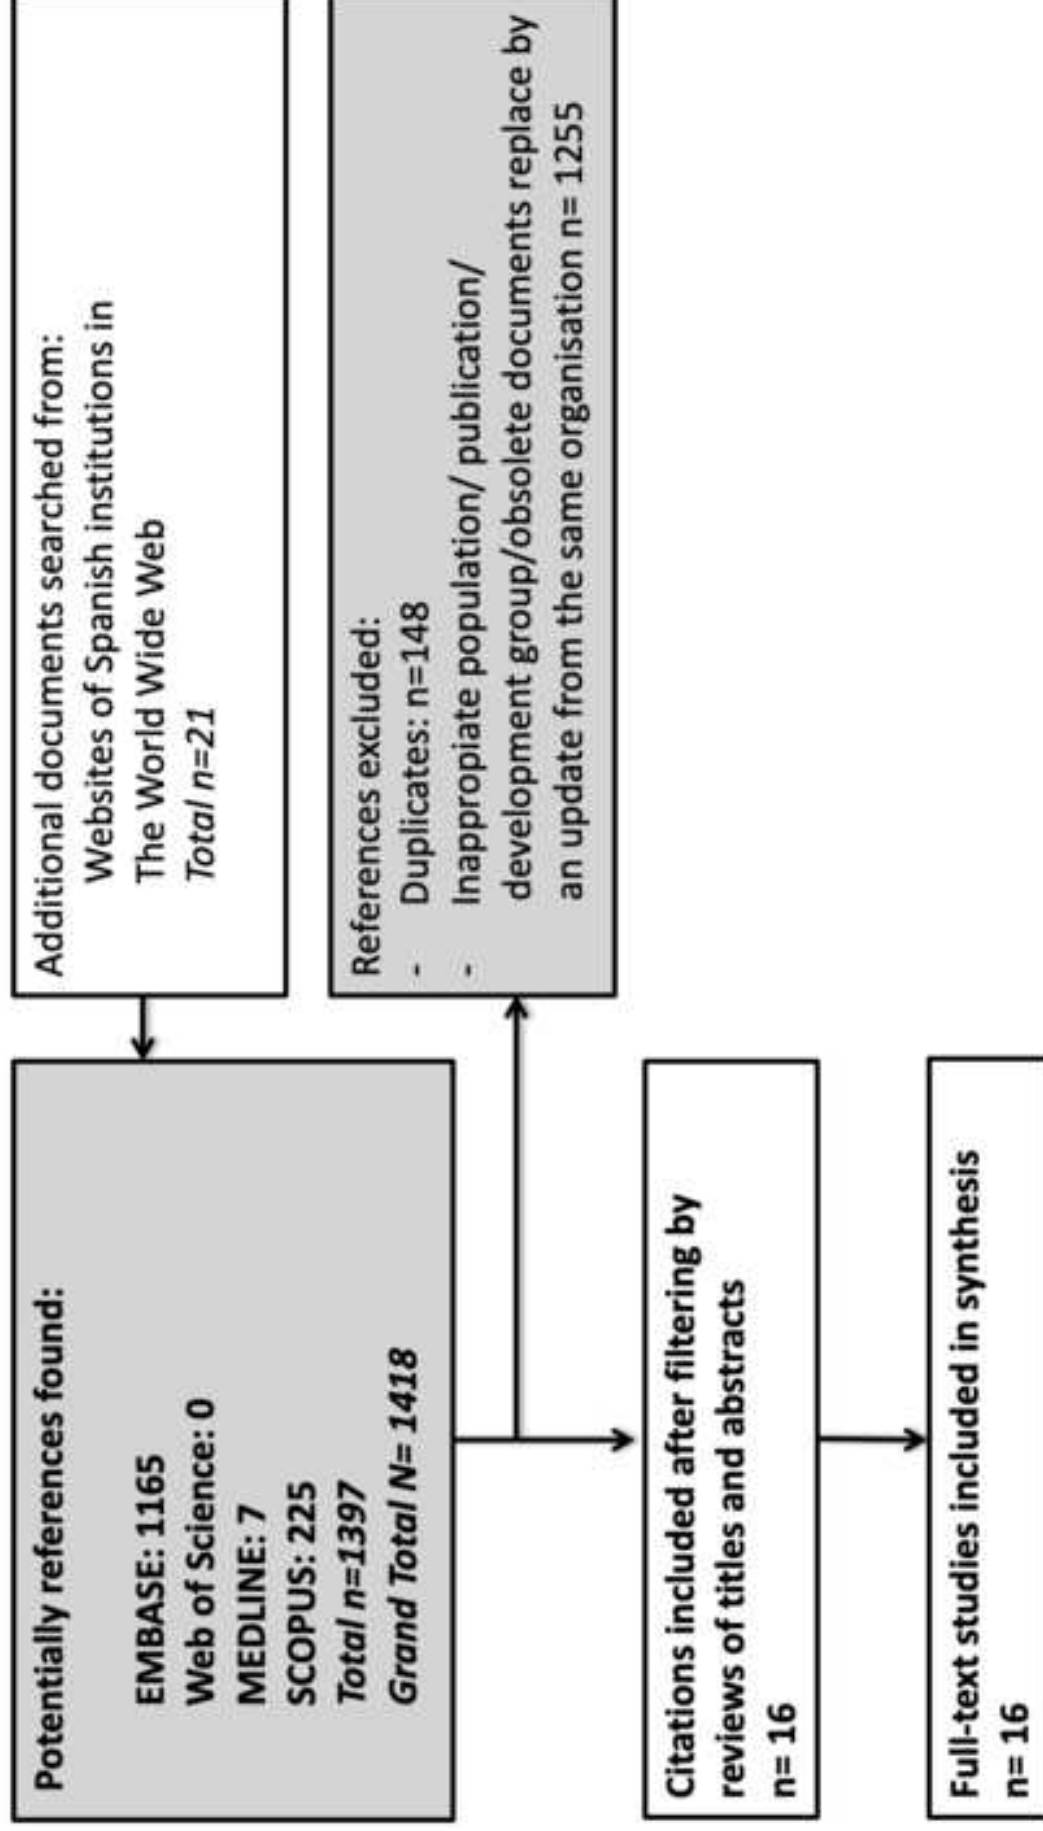 Potentially references found:
EMBASE: 1165
Web of Science: 0
MEDLINE: 7
SCOPUS: 225
Total n=1397
Grand Total N= 1418
Additional documents searched from:
Websites of Spanish institutions in
The World Wide Web
Total n=21
References excluded:
- Duplicates: n=148
- Inappropiate population/ publication/
development group/obsolete documents replace by
an update from the same organisation n= 1255
Citations included after filtering by
reviews of titles and abstracts
n= 16
Full-text studies included in synthesis
n= 16